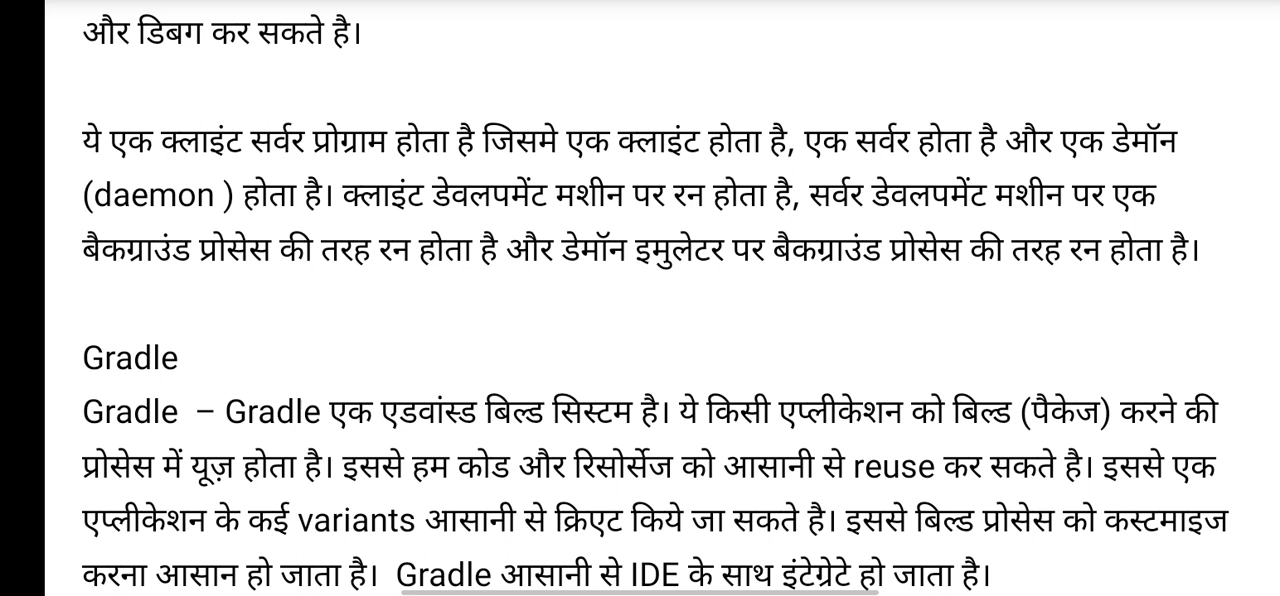 और डिबग कर सकते है।
ये एक क्लाइंट सर्वर प्रोग्राम होता है जिसमे एक क्लाइंट होता है, एक सर्वर होता है और एक डेमॉन
(daemon ) होता है। क्लाइंट डेवलपमेंट मशीन पर रन होता है, सर्वर डेवलपमेंट मशीन पर एक
बैकग्राउंड प्रोसेस की तरह रन होता है और डेमॉन इमुलेटर पर बैकग्राउंड प्रोसेस की तरह रन होता है।
Gradle
Gradle – Gradle एक एडवांस्ड बिल्ड सिस्टम है। ये किसी एप्लीकेशन को बिल्ड (पैकेज) करने की
प्रोसेस में यूज़ होता है। इससे हम कोड और रिसोर्सेज को आसानी से reuse कर सकते है। इससे एक
एप्लीकेशन के कई variants आसानी से क्रिएट किये जा सकते है। इससे बिल्ड प्रोसेस को कस्टमाइज
करना आसान हो जाता है। Gradle आसानी से IDE के साथ इंटेग्रेटे हो जाता है।